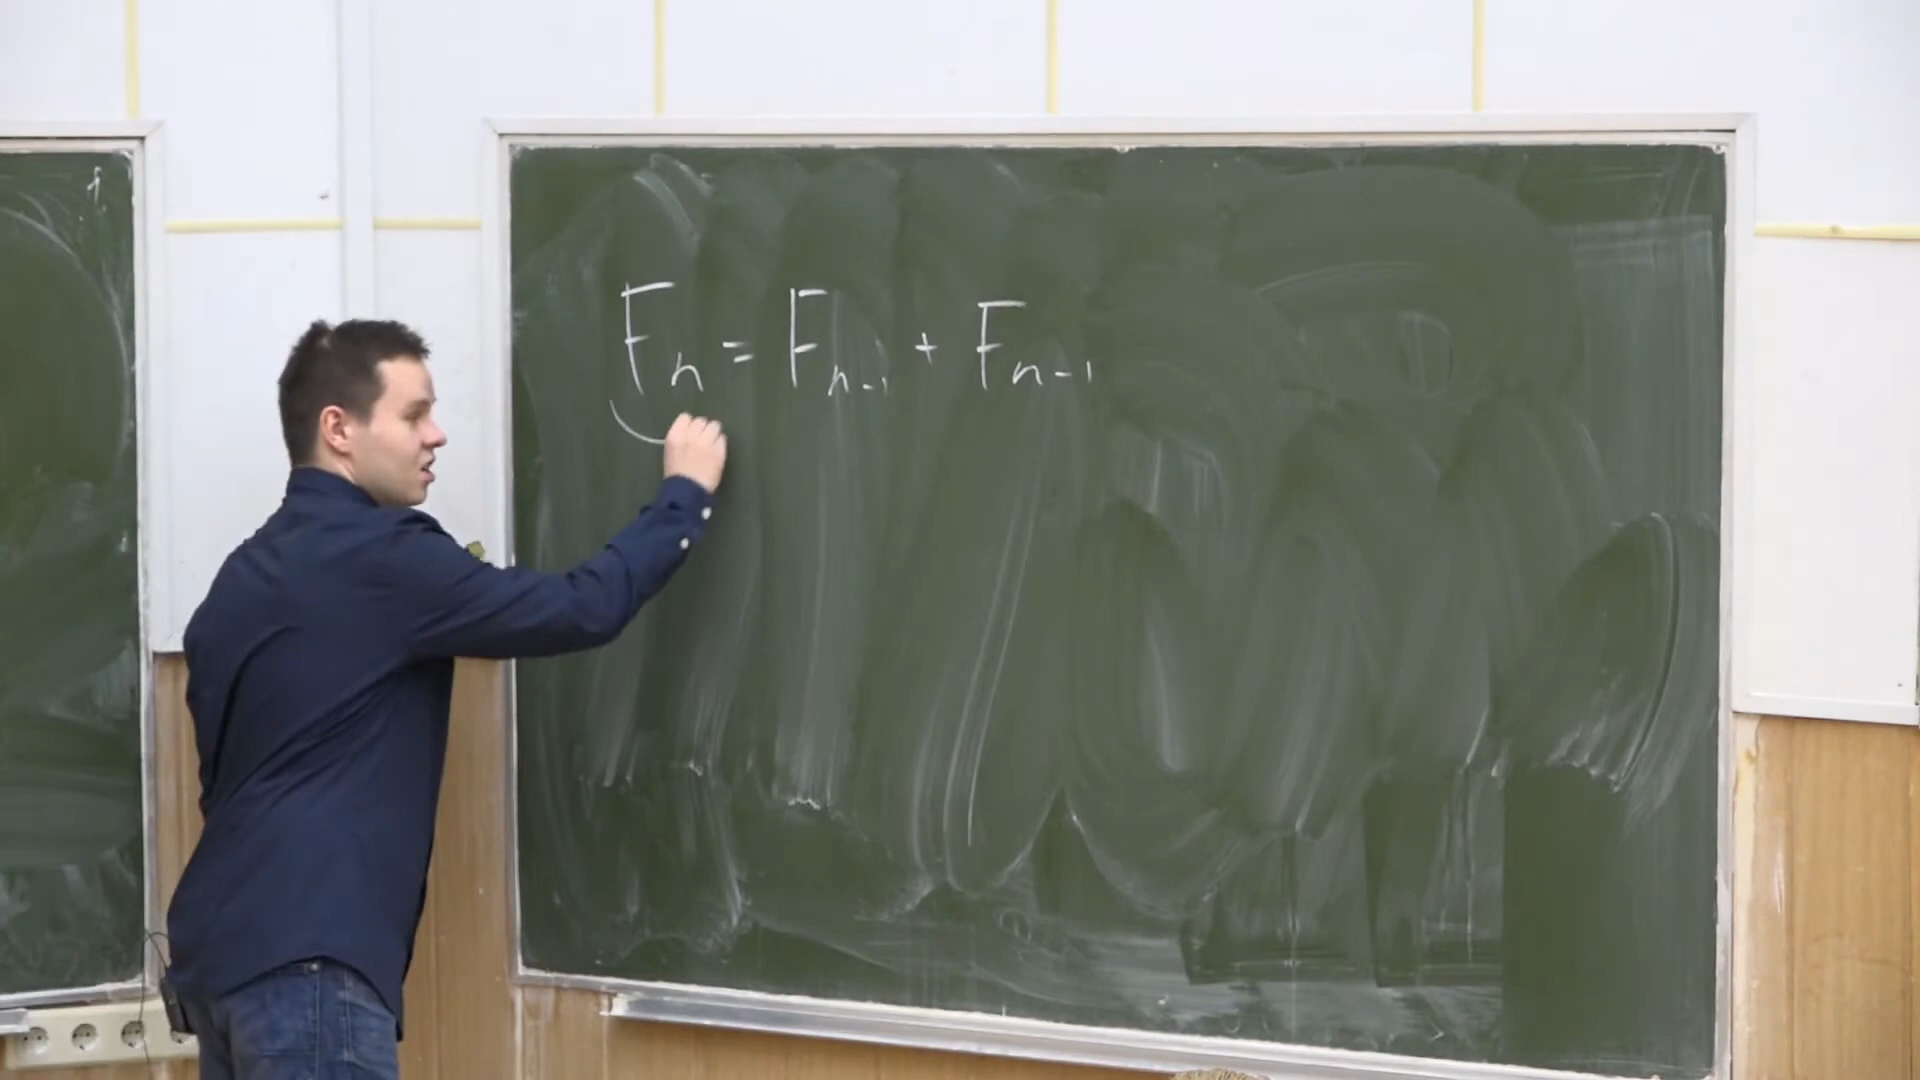 Fₙ = Fₙ₋₁ + Fₙ₋₁